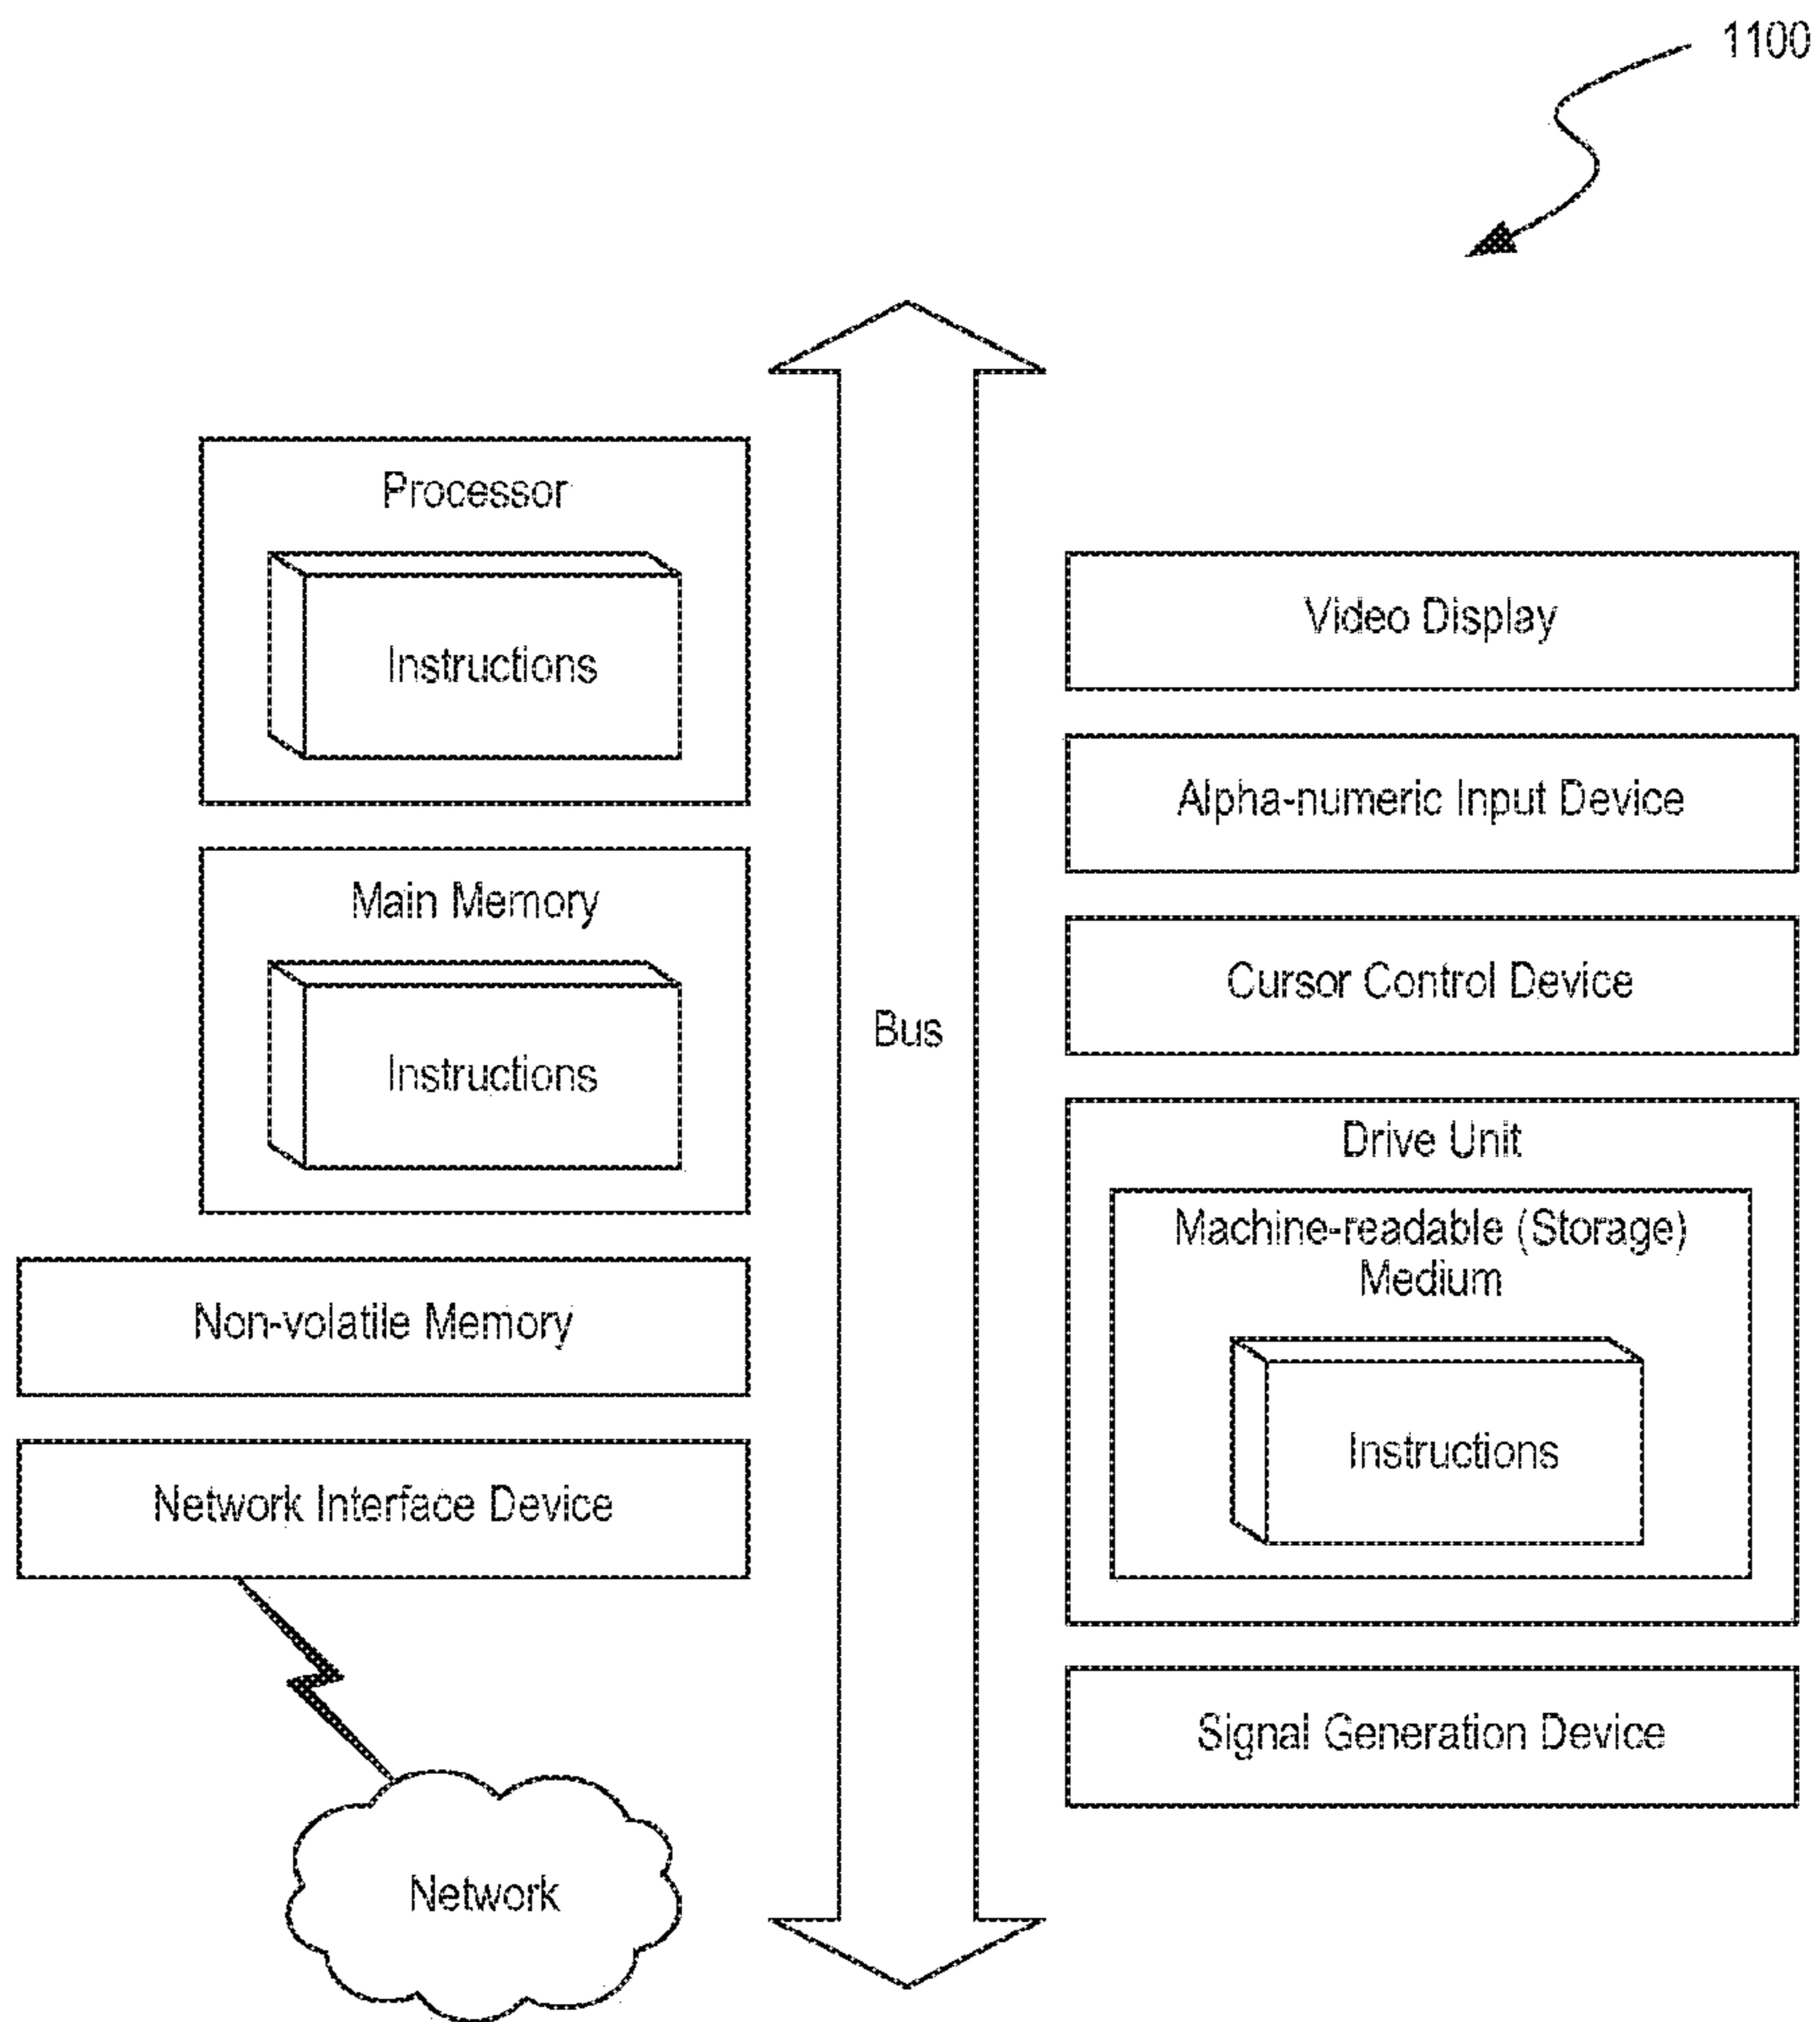 1100
Processor
Instructions
Main Memory
Instructions
Non-volatile Memory
Network Interface Device
Network
Bus
Video Display
Alpha-numeric Input Device
Cursor Control Device
Drive Unit
Machine-readable (Storage)
Medium
Instructions
Signal Generation Device